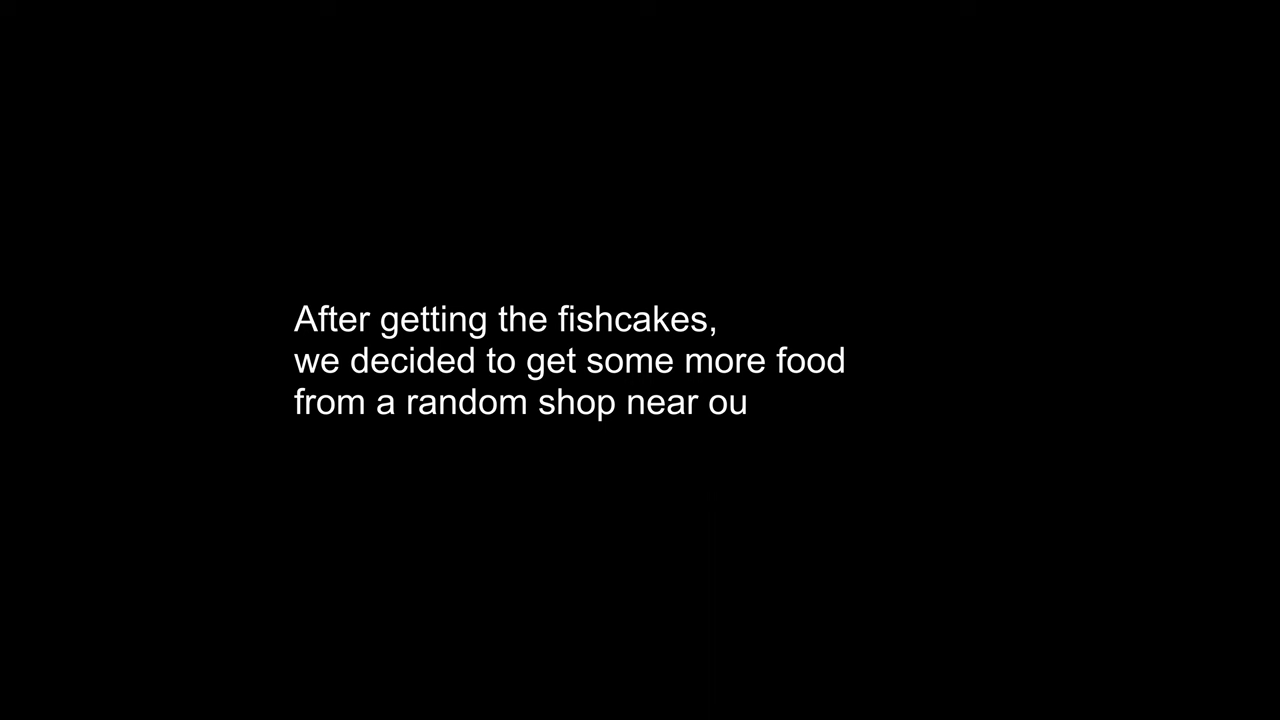 After getting the fishcakes,
we decided to get some more food
from a random shop near ou